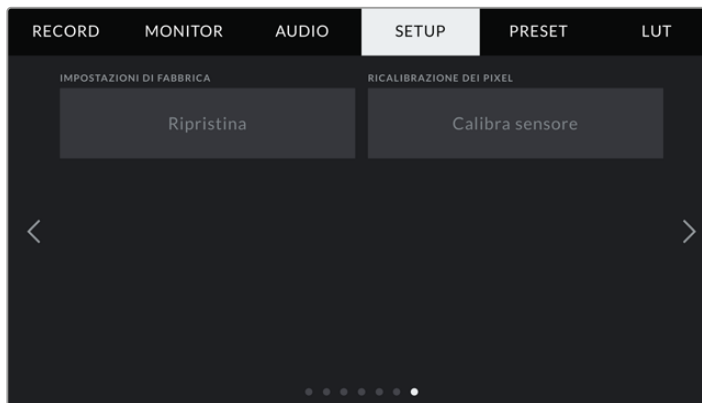 RECORD MONITOR AUDIO SETUP PRESET LUT
IMPOSTAZIONI DI FABBRICA RICALIBRAZIONE DEI PIXEL
Ripristina Calibra sensore